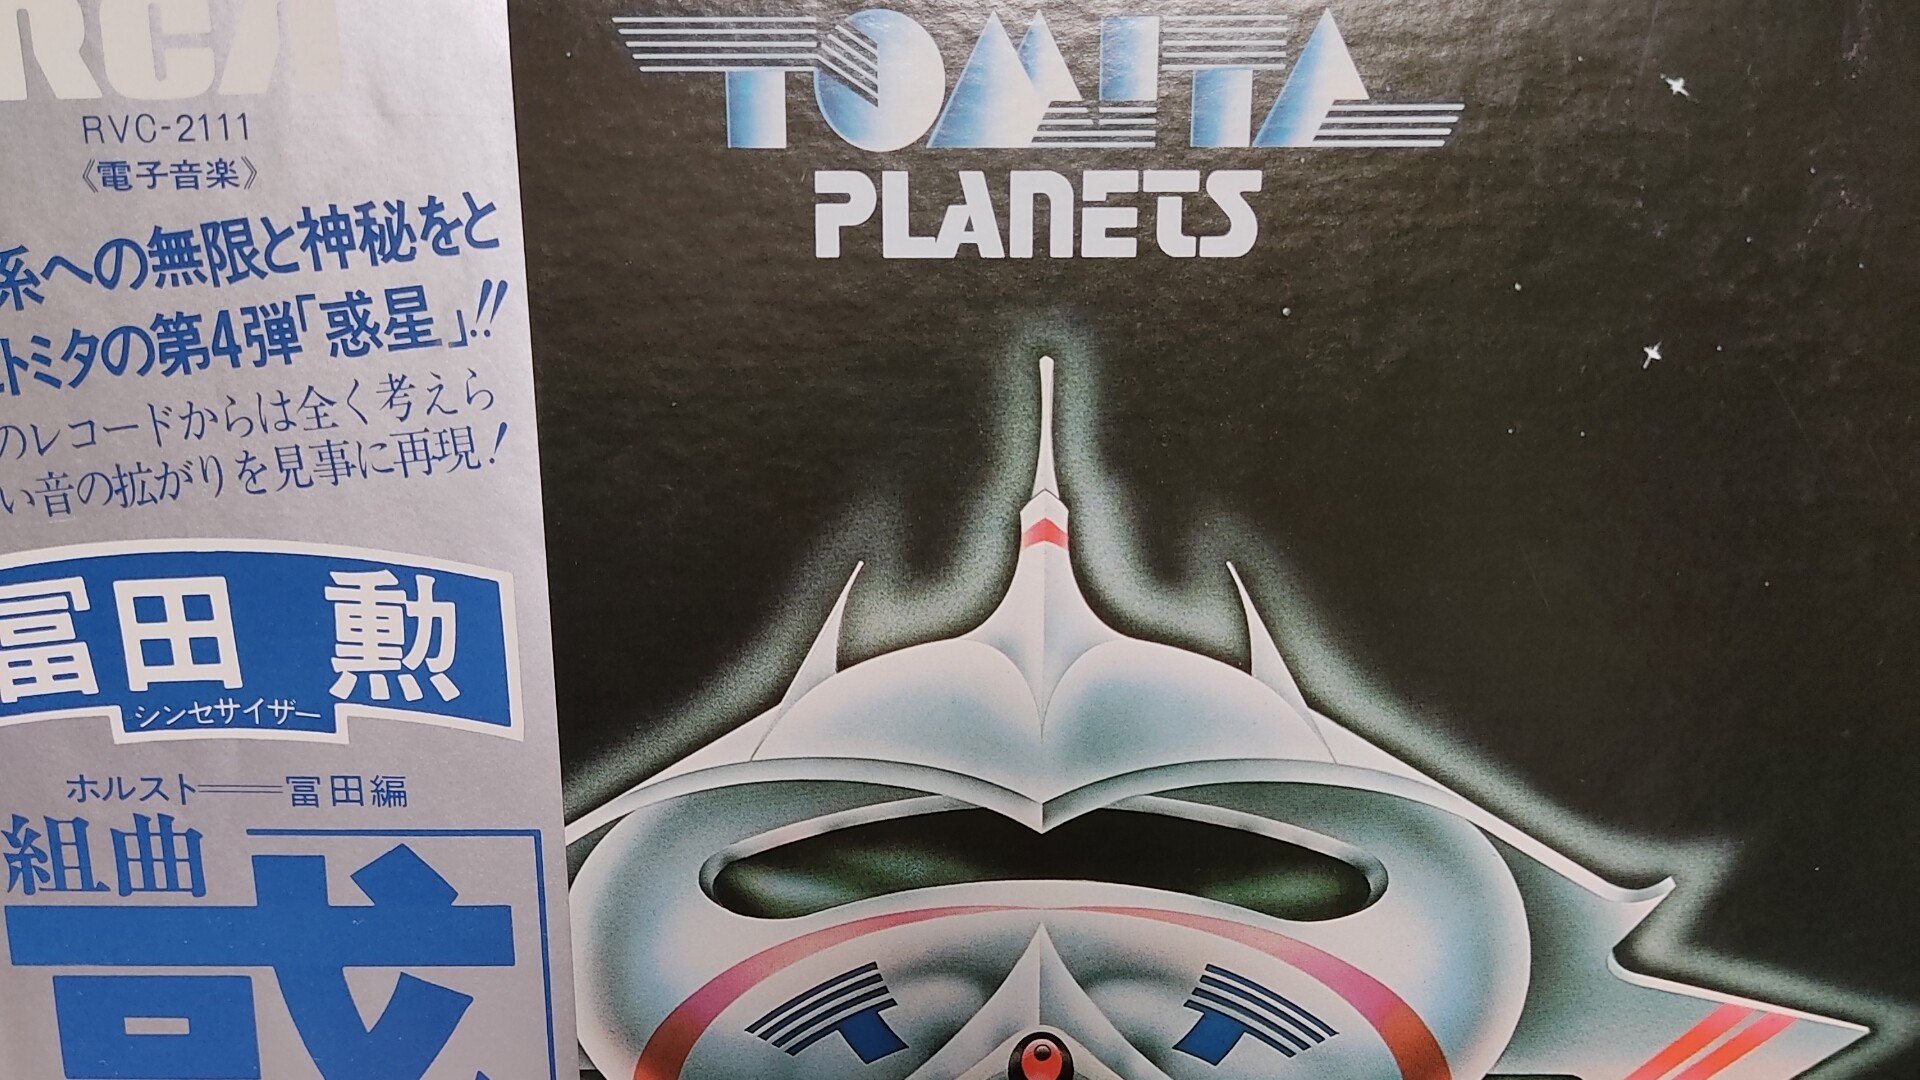 RCA
RVC-2111
《電子音楽》
系への無限と神秘をと
トミタの第4弾「惑星」!!
のレコードからは全く考えら
い音の拡がりを見事に再現!
冨田 勲
シンセサイザー
ホルスト══冨田編
組曲
TOMITA
PLANETS